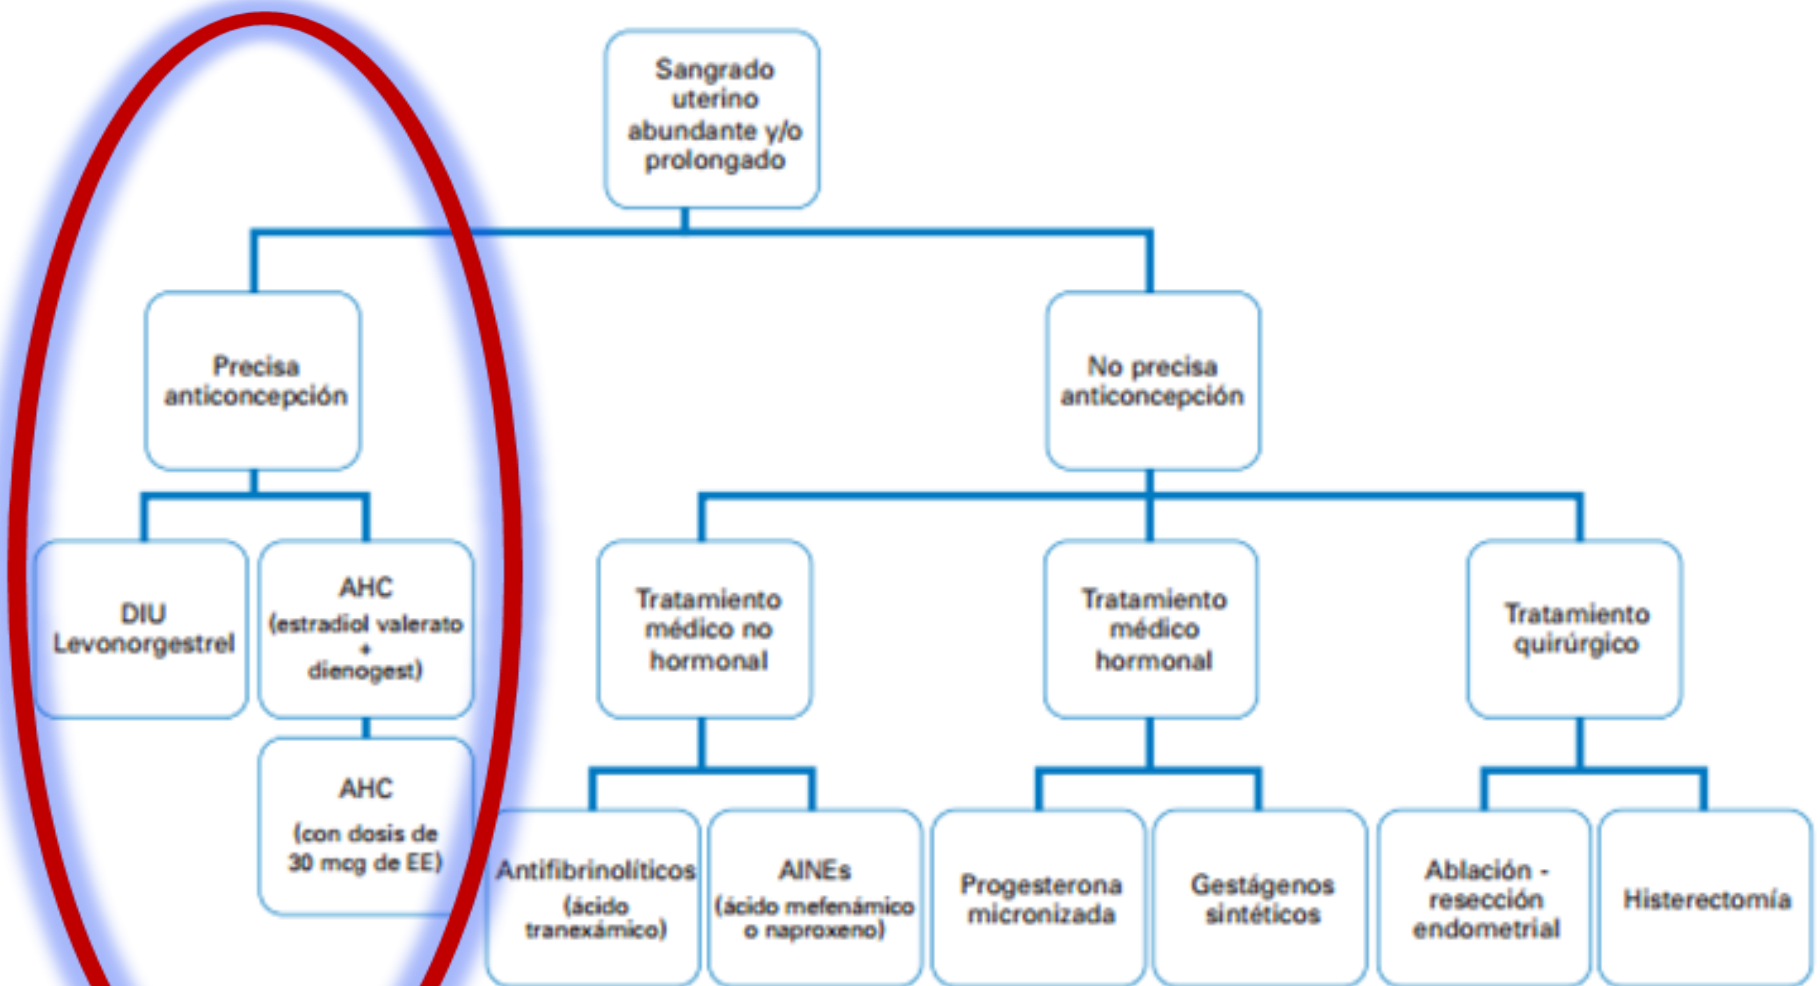 Sangrado
uterino
abundante y/o
prolongado
Precisa
anticoncepción
No precisa
anticoncepción
DIU
Levonorgestrel
AHC
(estradiol valerato
+
dienogest)
AHC
(con dosis de
30 mcg de EE)
Tratamiento
médico no
hormonal
Tratamiento
médico
hormonal
Tratamiento
quirúrgico
Antifibrinolíticos
(ácido
tranexámico)
AINEs
(ácido mefenámico
o naproxeno)
Progesterona
micronizada
Gestágenos
sintéticos
Ablación -
resección
endometrial
Histerectomía